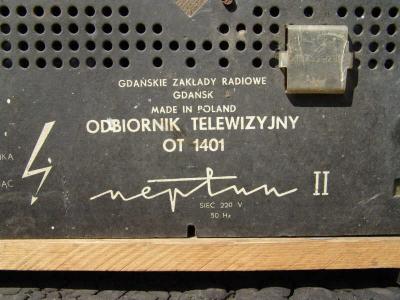 GDAŃSKIE ZAKŁADY RADIOWE
GDAŃSK
MADE IN POLAND
ODBIORNIK TELEWIZYJNY
OT 1401
neptun II
SIEĆ 220 V
50 Hz